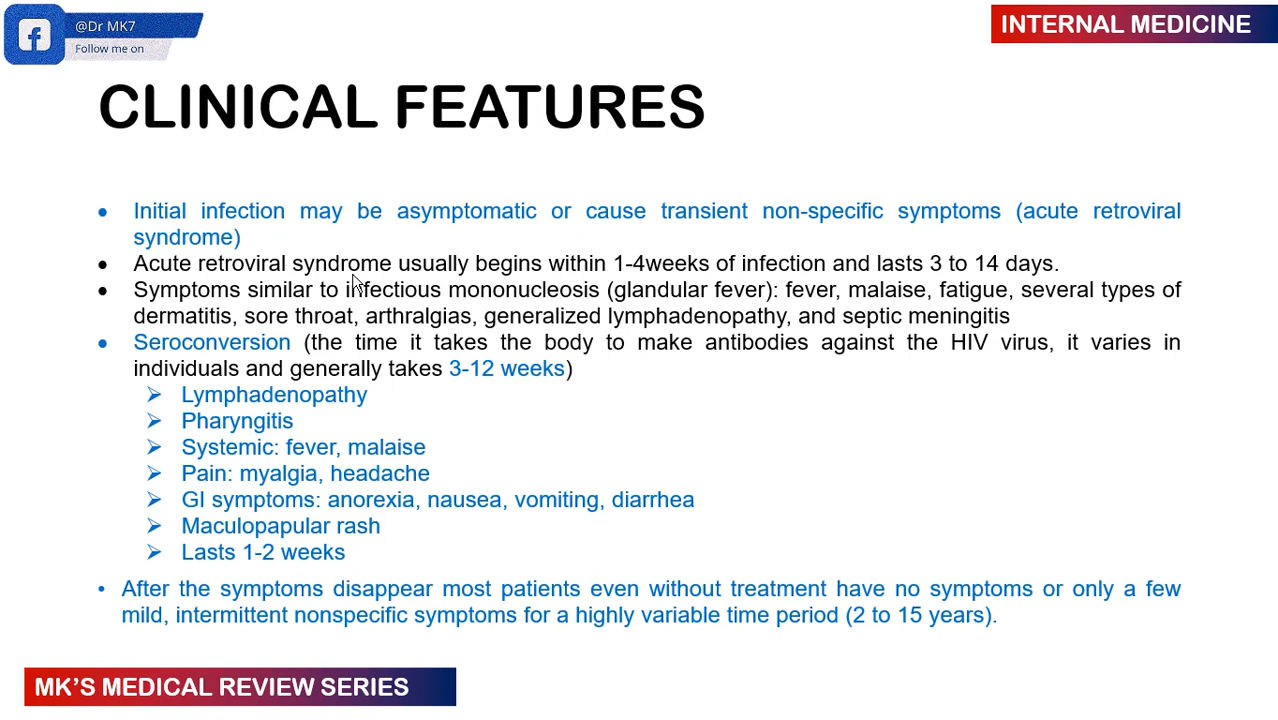 @Dr MK7
Follow me on
INTERNAL MEDICINE
CLINICAL FEATURES
• Initial infection may be asymptomatic or cause transient non-specific symptoms (acute retroviral
syndrome)
• Acute retroviral syndrome usually begins within 1-4weeks of infection and lasts 3 to 14 days.
• Symptoms similar to infectious mononucleosis (glandular fever): fever, malaise, fatigue, several types of
dermatitis, sore throat, arthralgias, generalized lymphadenopathy, and septic meningitis
• Seroconversion (the time it takes the body to make antibodies against the HIV virus, it varies in
individuals and generally takes 3-12 weeks)
➢ Lymphadenopathy
➢ Pharyngitis
➢ Systemic: fever, malaise
➢ Pain: myalgia, headache
➢ GI symptoms: anorexia, nausea, vomiting, diarrhea
➢ Maculopapular rash
➢ Lasts 1-2 weeks
• After the symptoms disappear most patients even without treatment have no symptoms or only a few
mild, intermittent nonspecific symptoms for a highly variable time period (2 to 15 years).
MK’S MEDICAL REVIEW SERIES